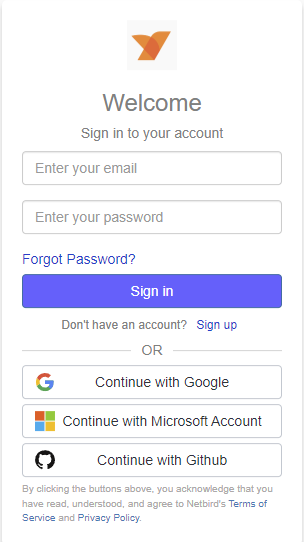 Welcome
Sign in to your account
Enter your email
Enter your password
Forgot Password?
Sign in
Don't have an account? Sign up
OR
Continue with Google
Continue with Microsoft Account
Continue with Github
By clicking the buttons above, you acknowledge that you
have read, understood, and agree to Netbird's Terms of
Service and Privacy Policy.